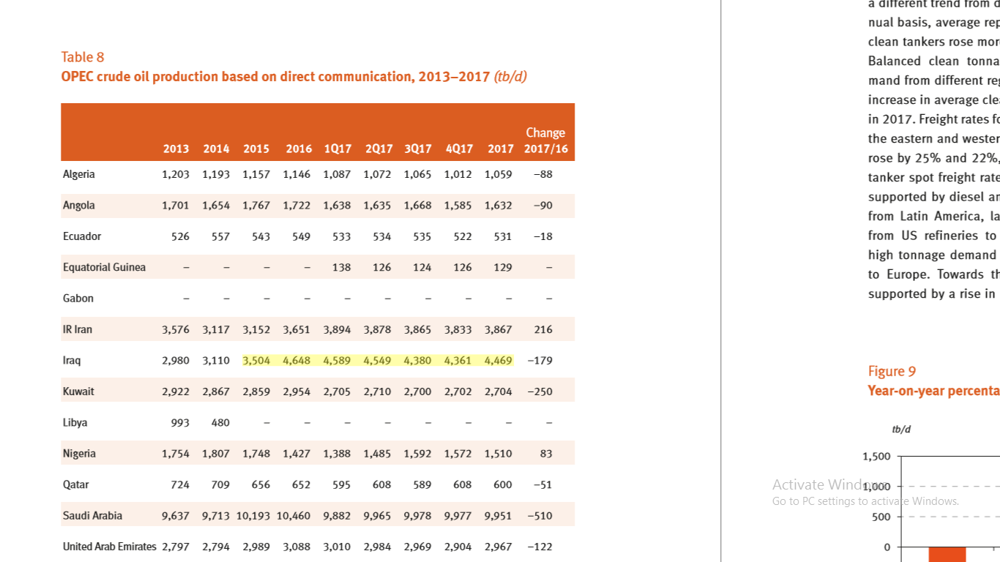 Table 8
OPEC crude oil production based on direct communication, 2013–2017 (tb/d)
Change
2013 2014 2015 2016 1Q17 2Q17 3Q17 4Q17 2017 2017/16
Algeria 1,203 1,193 1,157 1,146 1,087 1,072 1,065 1,012 1,059 –88
Angola 1,701 1,654 1,767 1,722 1,638 1,635 1,668 1,585 1,632 –90
Ecuador 526 557 543 549 533 534 535 522 531 –18
Equatorial Guinea – – – – 138 126 124 126 129 –
Gabon – – – – – – – – – –
IR Iran 3,576 3,117 3,152 3,651 3,894 3,878 3,865 3,833 3,867 216
Iraq 2,980 3,110 3,504 4,648 4,589 4,549 4,380 4,361 4,469 –179
Kuwait 2,922 2,867 2,859 2,954 2,705 2,710 2,700 2,702 2,704 –250
Libya 993 480 – – – – – – – –
Nigeria 1,754 1,807 1,748 1,427 1,388 1,485 1,592 1,572 1,510 83
Qatar 724 709 656 652 595 608 589 608 600 –51
Saudi Arabia 9,637 9,713 10,193 10,460 9,882 9,965 9,978 9,977 9,951 –510
United Arab Emirates 2,797 2,794 2,989 3,088 3,010 2,984 2,969 2,904 2,967 –122
a different trend from
nual basis, average
clean tankers rose
Balanced clean
mand from different
increase in average
in 2017. Freight rates
the eastern and
rose by 25% and 22%,
tanker spot freight
supported by diesel
from Latin America,
from US refineries to
high tonnage demand
to Europe. Towards
supported by a rise in
Figure 9
Year-on-year
tb/d
1,500
1,000
500
0
Activate Windows
Go to PC settings to activate Windows.